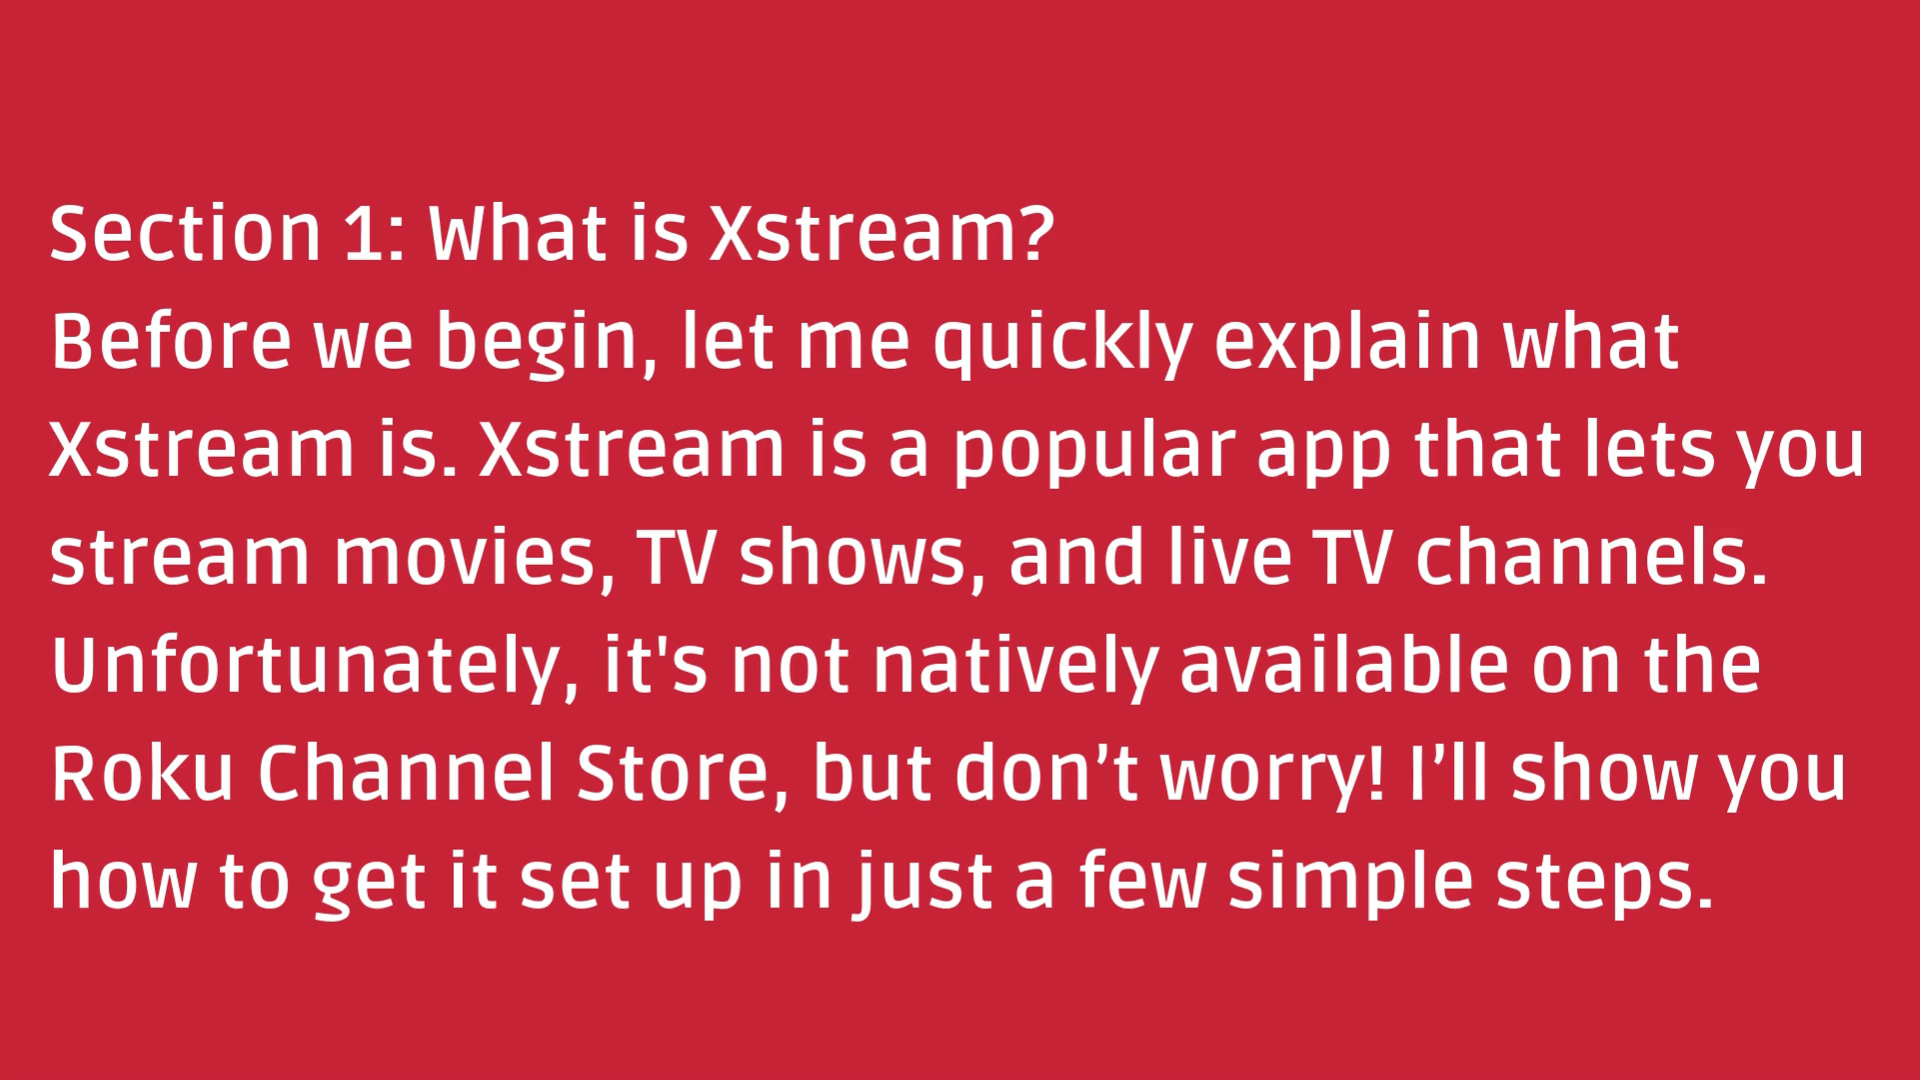 Section 1: What is Xstream?
Before we begin, let me quickly explain what
Xstream is. Xstream is a popular app that lets you
stream movies, TV shows, and live TV channels.
Unfortunately, it's not natively available on the
Roku Channel Store, but don’t worry! I’ll show you
how to get it set up in just a few simple steps.